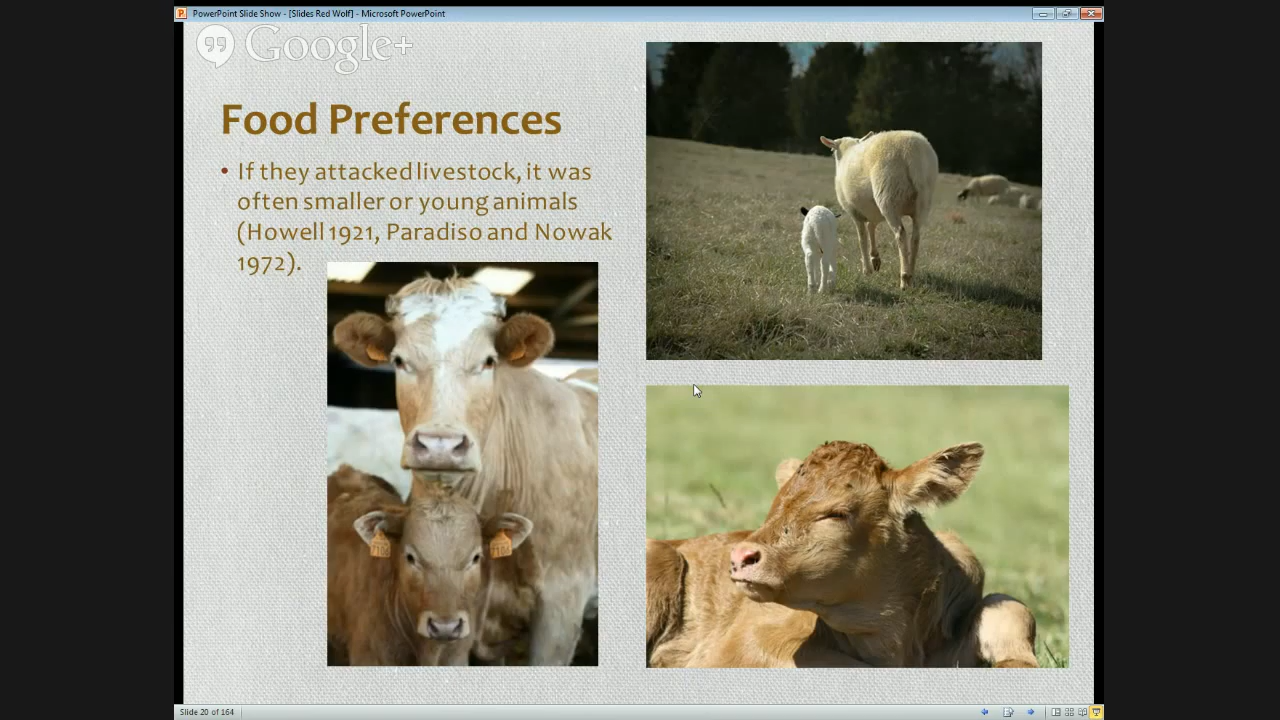 PowerPoint Slide Show - [Slides Red Wolf] - Microsoft PowerPoint
Google+
Food Preferences
• If they attacked livestock, it was
often smaller or young animals
(Howell 1921, Paradiso and Nowak
1972).
Slide 20 of 164